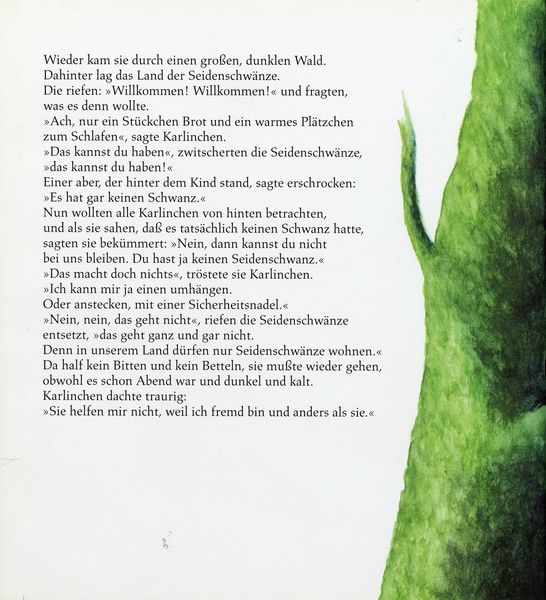 Wieder kam sie durch einen großen, dunklen Wald.
Dahinter lag das Land der Seidenschwänze.
Die riefen: »Willkommen! Willkommen!« und fragten,
was es denn wollte.
»Ach, nur ein Stückchen Brot und ein warmes Plätzchen
zum Schlafen«, sagte Karlinchen.
»Das kannst du haben«, zwitscherten die Seidenschwänze,
»das kannst du haben!«
Einer aber, der hinter dem Kind stand, sagte erschrocken:
»Es hat gar keinen Schwanz.«
Nun wollten alle Karlinchen von hinten betrachten,
und als sie sahen, daß es tatsächlich keinen Schwanz hatte,
sagten sie bekümmert: »Nein, dann kannst du nicht
bei uns bleiben. Du hast ja keinen Seidenschwanz.«
»Das macht doch nichts«, tröstete sie Karlinchen.
»Ich kann mir ja einen umhängen.
Oder anstecken, mit einer Sicherheitsnadel.«
»Nein, nein, das geht nicht«, riefen die Seidenschwänze
entsetzt, »das geht ganz und gar nicht.
Denn in unserem Land dürfen nur Seidenschwänze wohnen.«
Da half kein Bitten und kein Betteln, sie mußte wieder gehen,
obwohl es schon Abend war und dunkel und kalt.
Karlinchen dachte traurig:
»Sie helfen mir nicht, weil ich fremd bin und anders als sie.«